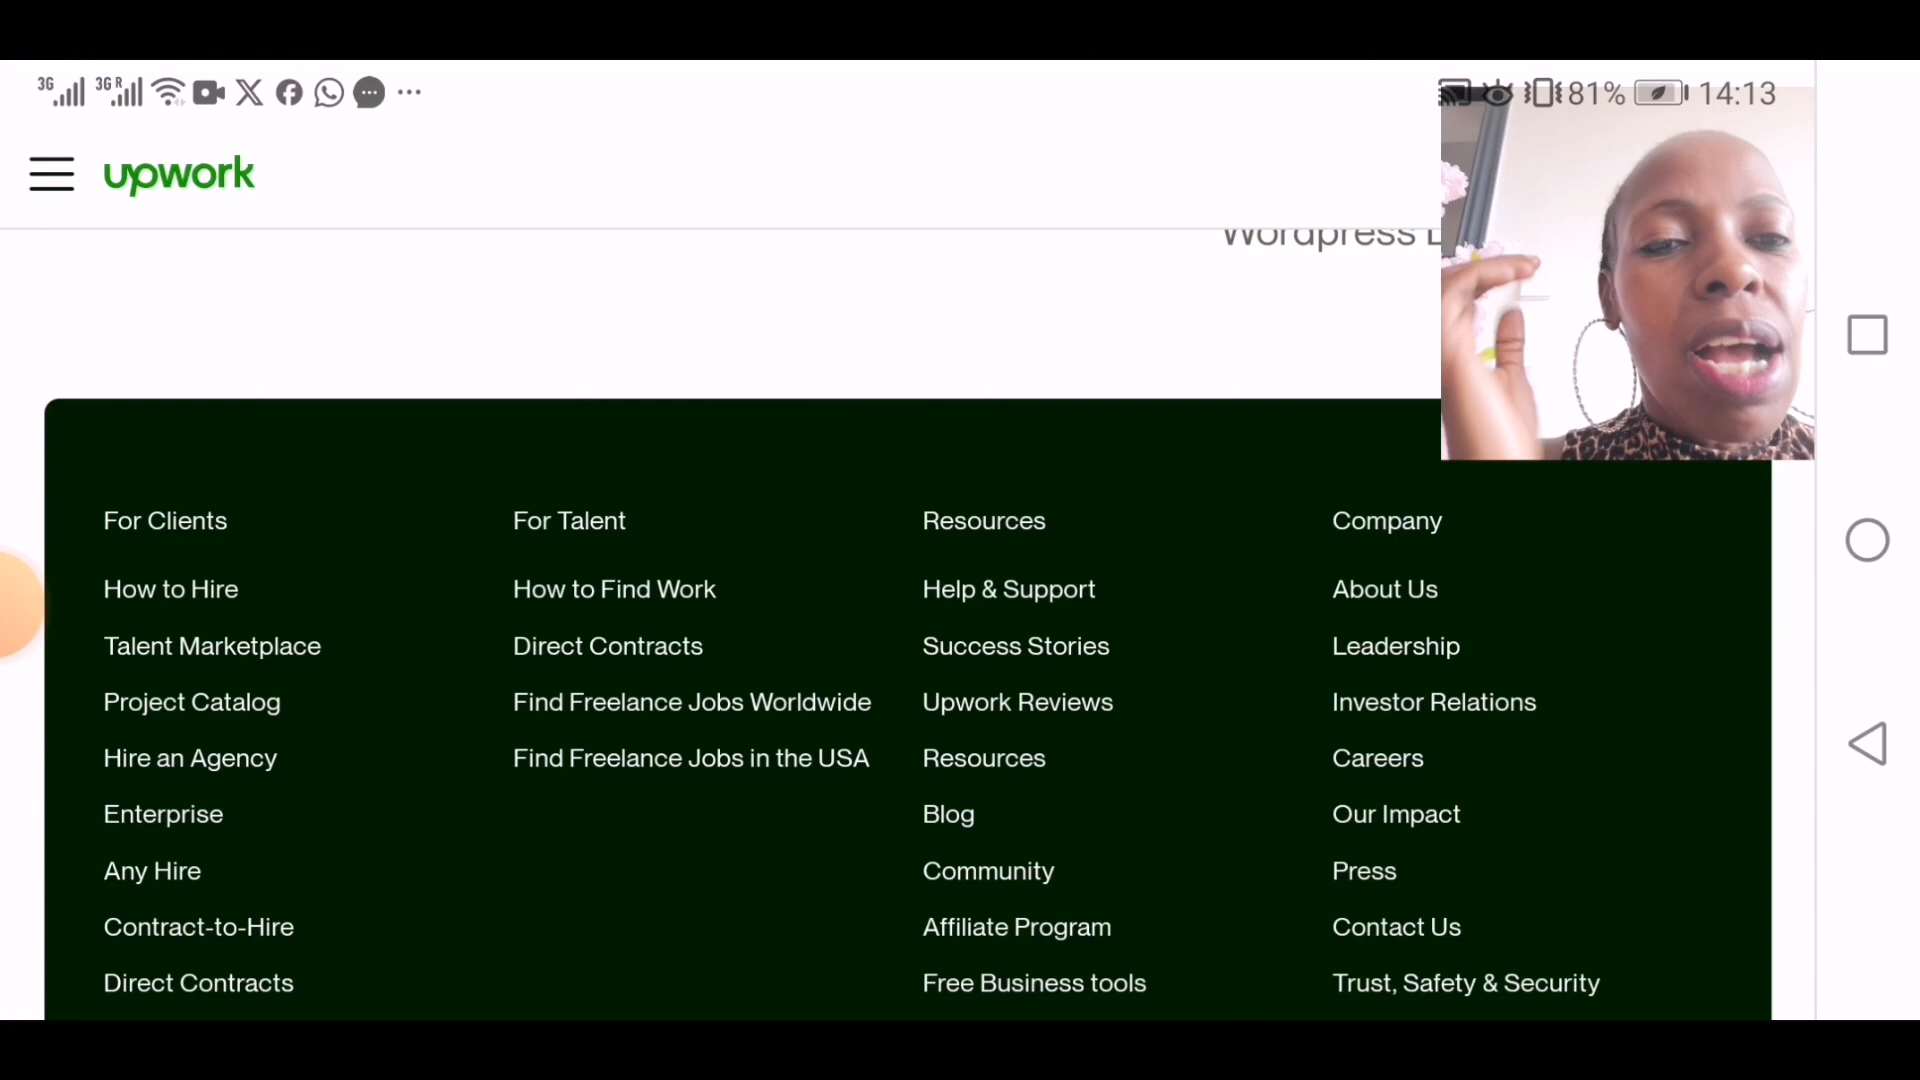 3G 3G R 81% 14:13
upwork
Wordpress
For Clients
How to Hire
Talent Marketplace
Project Catalog
Hire an Agency
Enterprise
Any Hire
Contract-to-Hire
Direct Contracts
For Talent
How to Find Work
Direct Contracts
Find Freelance Jobs Worldwide
Find Freelance Jobs in the USA
Resources
Help & Support
Success Stories
Upwork Reviews
Resources
Blog
Community
Affiliate Program
Free Business tools
Company
About Us
Leadership
Investor Relations
Careers
Our Impact
Press
Contact Us
Trust, Safety & Security